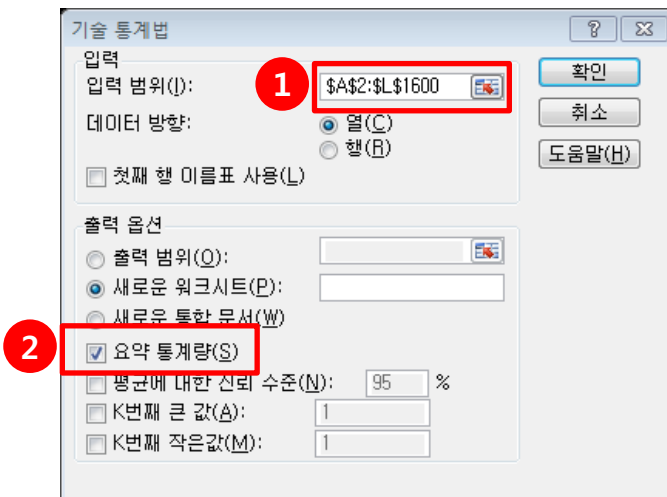 기술 통계법
입력
입력 범위(I):
1
$A$2:$L$1600
확인
데이터 방향:
열(C)
취소
행(R)
도움말(H)
첫째 행 이름표 사용(L)
출력 옵션
출력 범위(O):
새로운 워크시트(P):
새로운 통합 문서(W)
2
요약 통계량(S)
평균에 대한 신뢰 수준(N):
95 %
K번째 큰 값(A):
1
K번째 작은값(M):
1